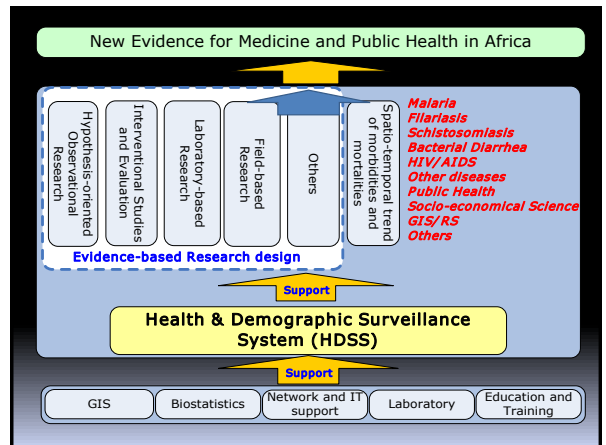 New Evidence for Medicine and Public Health in Africa
Hypothesis-oriented
Observational
Research
Interventional Studies
and Evaluation
Laboratory-based
Research
Field-based
Research
Others
Spatio-temporal trend
of morbidities and
mortalities
Malaria
Filariasis
Schistosomiasis
Bacterial Diarrhea
HIV/AIDS
Other diseases
Public Health
Socio-economical Science
GIS/RS
Others
Evidence-based Research design
Support
Health & Demographic Surveillance
System (HDSS)
Support
GIS
Biostatistics
Network and IT
support
Laboratory
Education and
Training